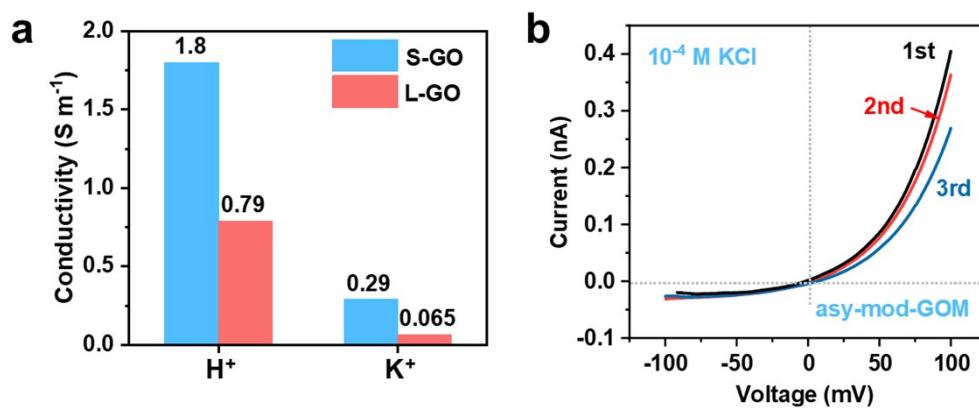 a
Conductivity (S m⁻¹)
2.0
1.5
1.0
0.5
0.0
1.8
0.79
0.29
0.065
S-GO
L-GO
H⁺
K⁺
b
Current (nA)
0.4
0.3
0.2
0.1
0.0
-0.1
10⁻⁴ M KCl
1st
2nd
3rd
asy-mod-GOM
-100 -50 0 50 100
Voltage (mV)